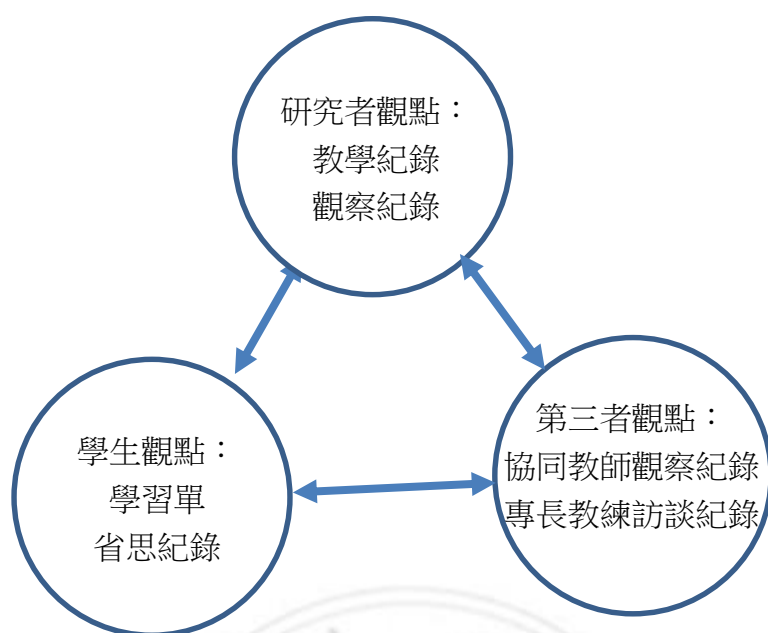 研究者觀點：
教學紀錄
觀察紀錄
學生觀點：
學習單
省思紀錄
第三者觀點：
協同教師觀察紀錄
專長教練訪談紀錄